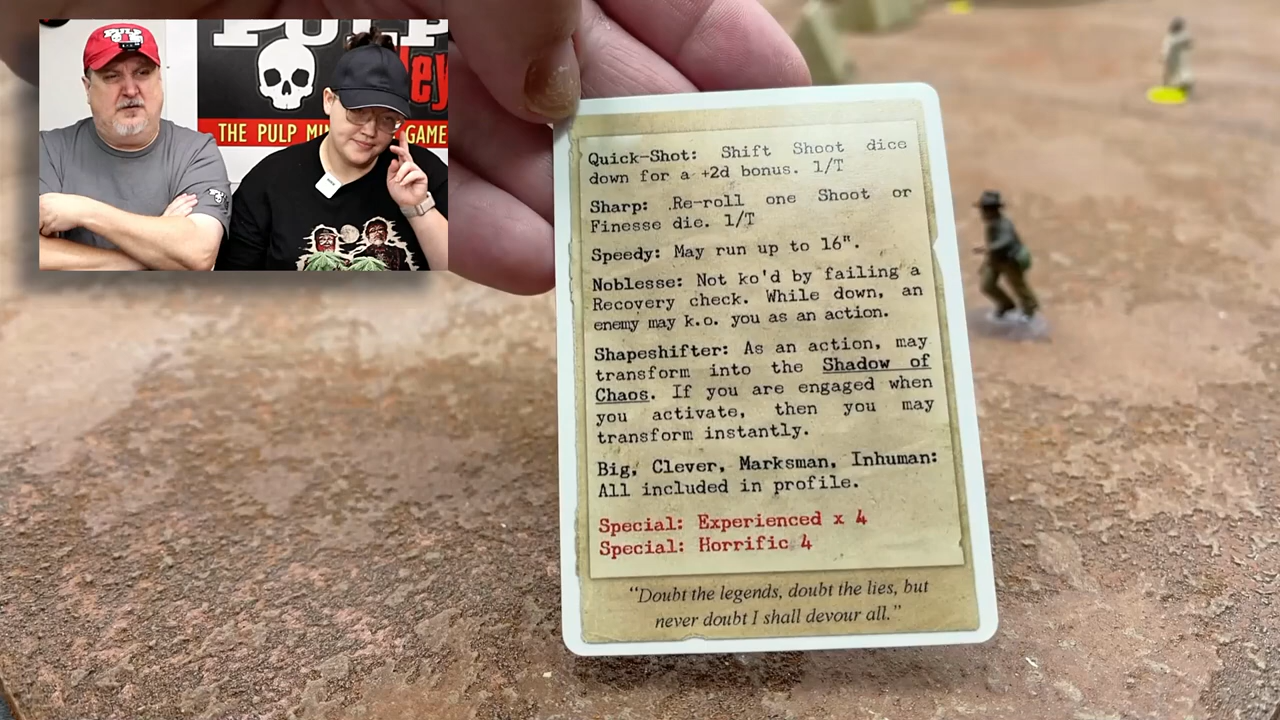 PULP
ley
THE PULP MIN GAME
Quick-Shot: Shift Shoot dice
down for a +2d bonus. 1/T
Sharp: Re-roll one Shoot or
Finesse die. 1/T
Speedy: May run up to 16".
Noblesse: Not ko'd by failing a
Recovery check. While down, an
enemy may k.o. you as an action.
Shapeshifter: As an action, may
transform into the Shadow of
Chaos. If you are engaged when
you activate, then you may
transform instantly.
Big, Clever, Marksman, Inhuman:
All included in profile.
Special: Experienced x 4
Special: Horrific 4
“Doubt the legends, doubt the lies, but
never doubt I shall devour all.”